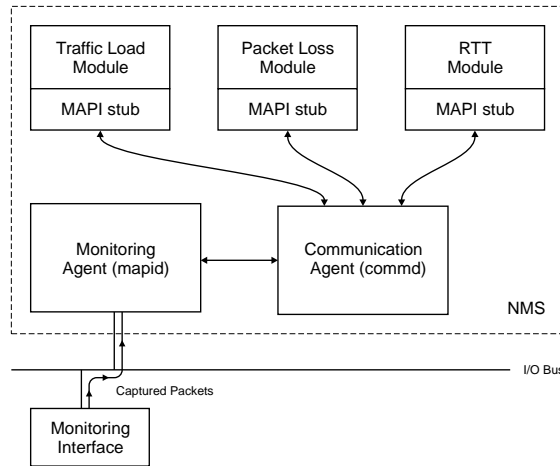 Traffic Load
Module
MAPI stub
Packet Loss
Module
MAPI stub
RTT
Module
MAPI stub
Monitoring
Agent (mapid)
Communication
Agent (commd)
NMS
I/O Bus
Captured Packets
Monitoring
Interface